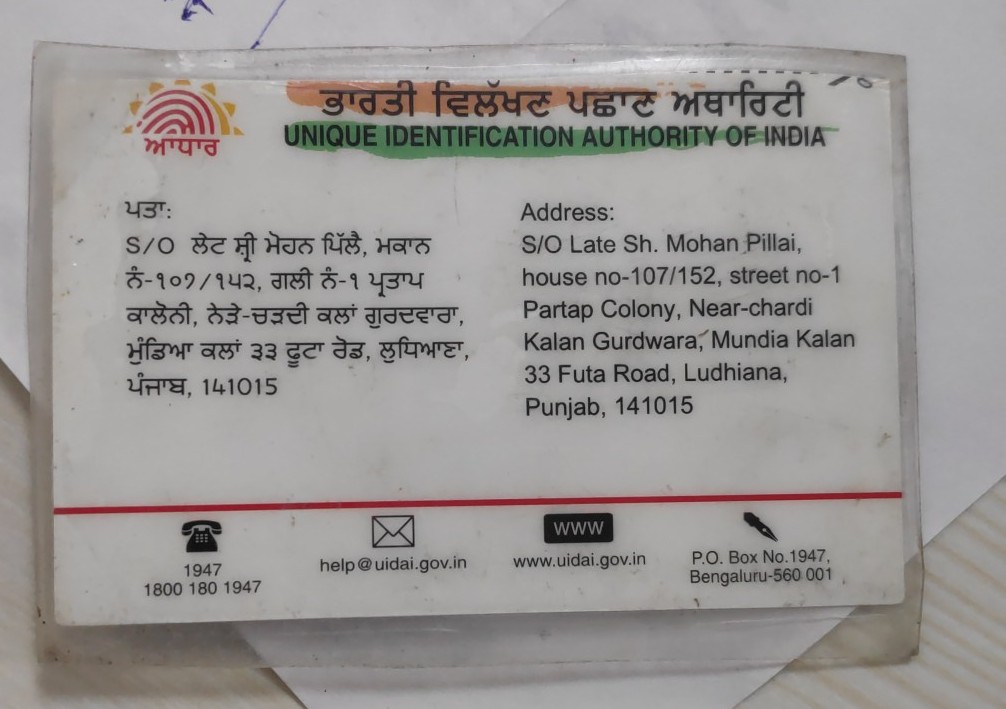 ਭਾਰਤੀ ਵਿਲੱਖਣ ਪਛਾਣ ਅਥਾਰਿਟੀ
UNIQUE IDENTIFICATION AUTHORITY OF INDIA
ਆਧਾਰ
ਪਤਾ:
S/O ਲੇਟ ਸ਼੍ਰੀ ਮੋਹਨ ਪਿੱਲੈ, ਮਕਾਨ
ਨੰ-੧੦੭/੧੫੨, ਗਲੀ ਨੰ-੧ ਪ੍ਰਤਾਪ
ਕਾਲੋਨੀ, ਨੇੜੇ-ਚੜਦੀ ਕਲਾਂ ਗੁਰਦਵਾਰਾ,
ਮੁੰਡਿਆ ਕਲਾਂ ੩੩ ਫੂਟਾ ਰੋਡ, ਲੁਧਿਆਣਾ,
ਪੰਜਾਬ, 141015
Address:
S/O Late Sh. Mohan Pillai,
house no-107/152, street no-1
Partap Colony, Near-chardi
Kalan Gurdwara, Mundia Kalan
33 Futa Road, Ludhiana,
Punjab, 141015
1947
1800 180 1947
help@uidai.gov.in
WWW
www.uidai.gov.in
P.O. Box No.1947,
Bengaluru-560 001